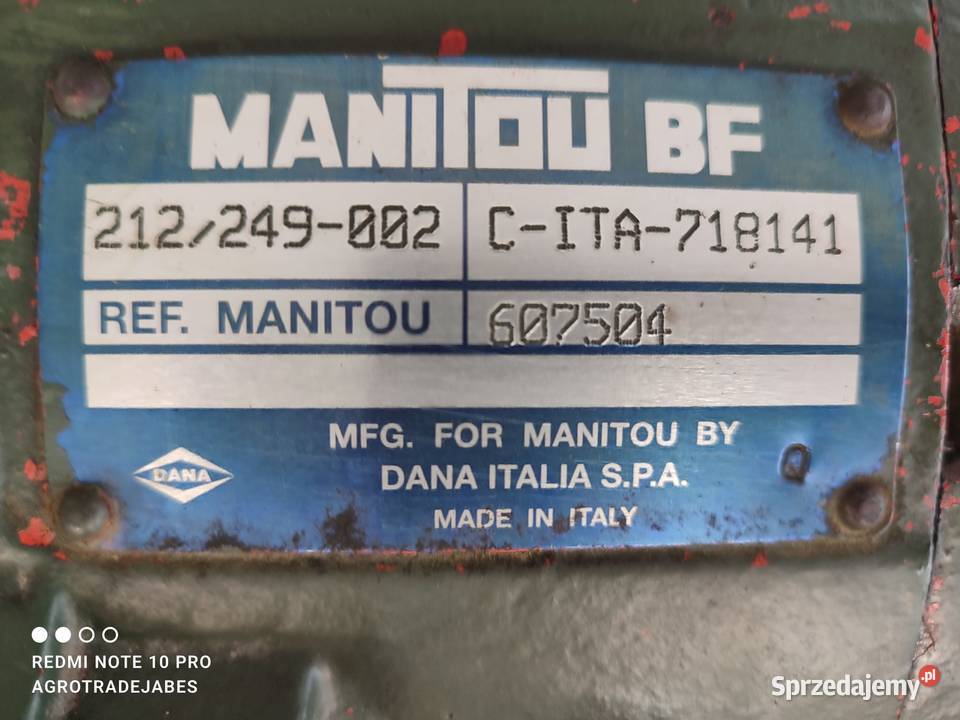 MANITOU BF
212/249-002 C-ITA-718141
REF. MANITOU 607504
MFG. FOR MANITOU BY
DANA DANA ITALIA S.P.A. Q
MADE IN ITALY
REDMI NOTE 10 PRO
AGROTRADEJABES
Sprzedajemy.pl